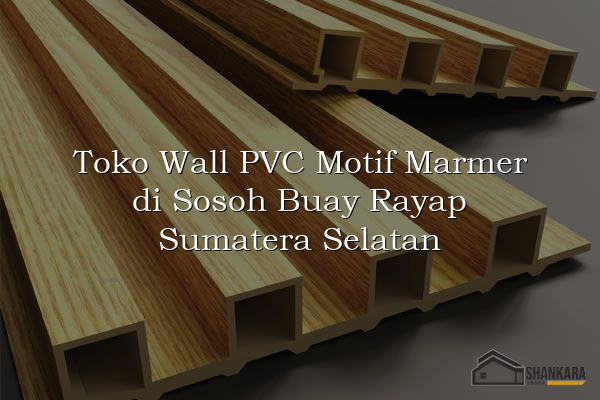 Toko Wall PVC Motif Marmer
di Sosoh Buay Rayap
Sumatera Selatan
SHANKARA